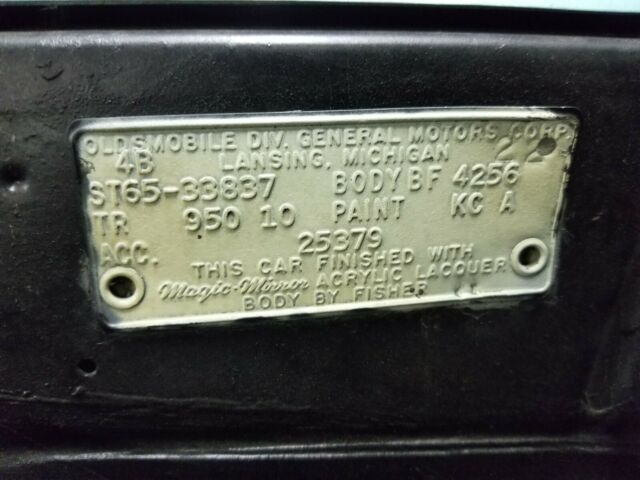 OLDSMOBILE DIV. GENERAL MOTORS CORP.
4B LANSING, MICHIGAN
ST65-33837 BODY BF 4256
TR 950 10 PAINT KC A
ACC. 25379
THIS CAR FINISHED WITH
Magic-Mirror ACRYLIC LACQUER
BODY BY FISHER